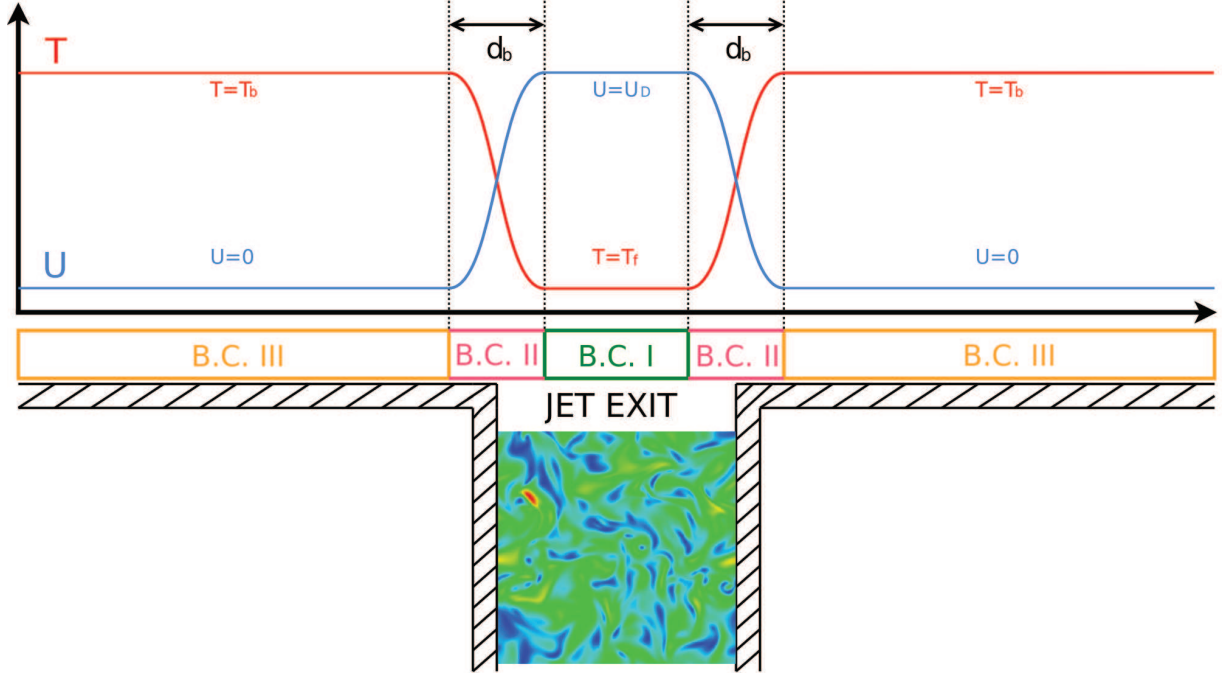 d_b d_b
T
T=T_b U=U_D T=T_b
U=0 T=T_f U=0
U
B.C. III B.C. II B.C. I B.C. II B.C. III
JET EXIT